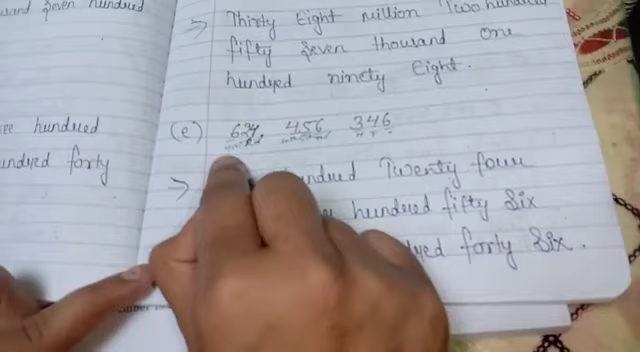 and Seven hundred
→ Thirty Eight million Two hundred
fifty Seven thousand one
hundred ninety Eight.
hundred
hundred forty
(e) 624, 456 346
→ Twenty four
hundred fifty Six
forty Six.